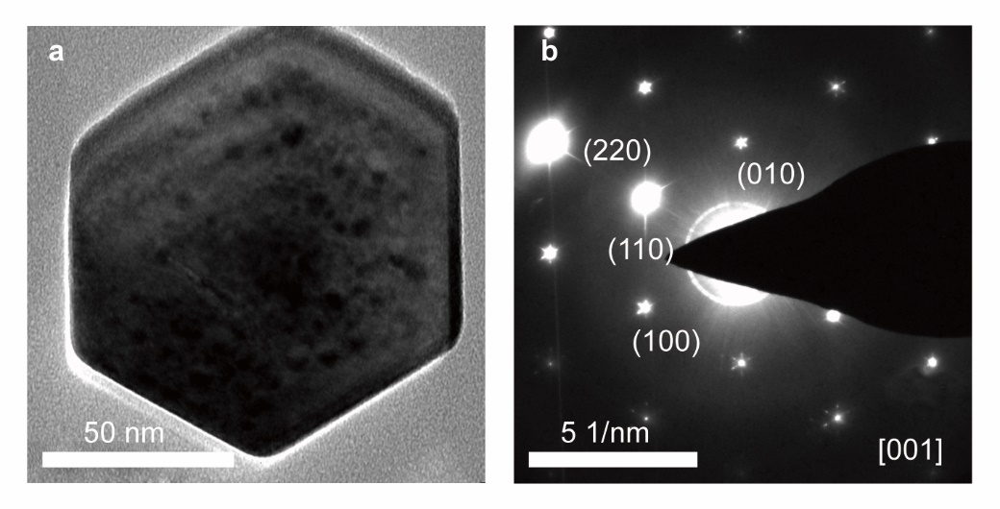 a
50 nm
b
(220)
(010)
(110)
(100)
5 1/nm
[001]